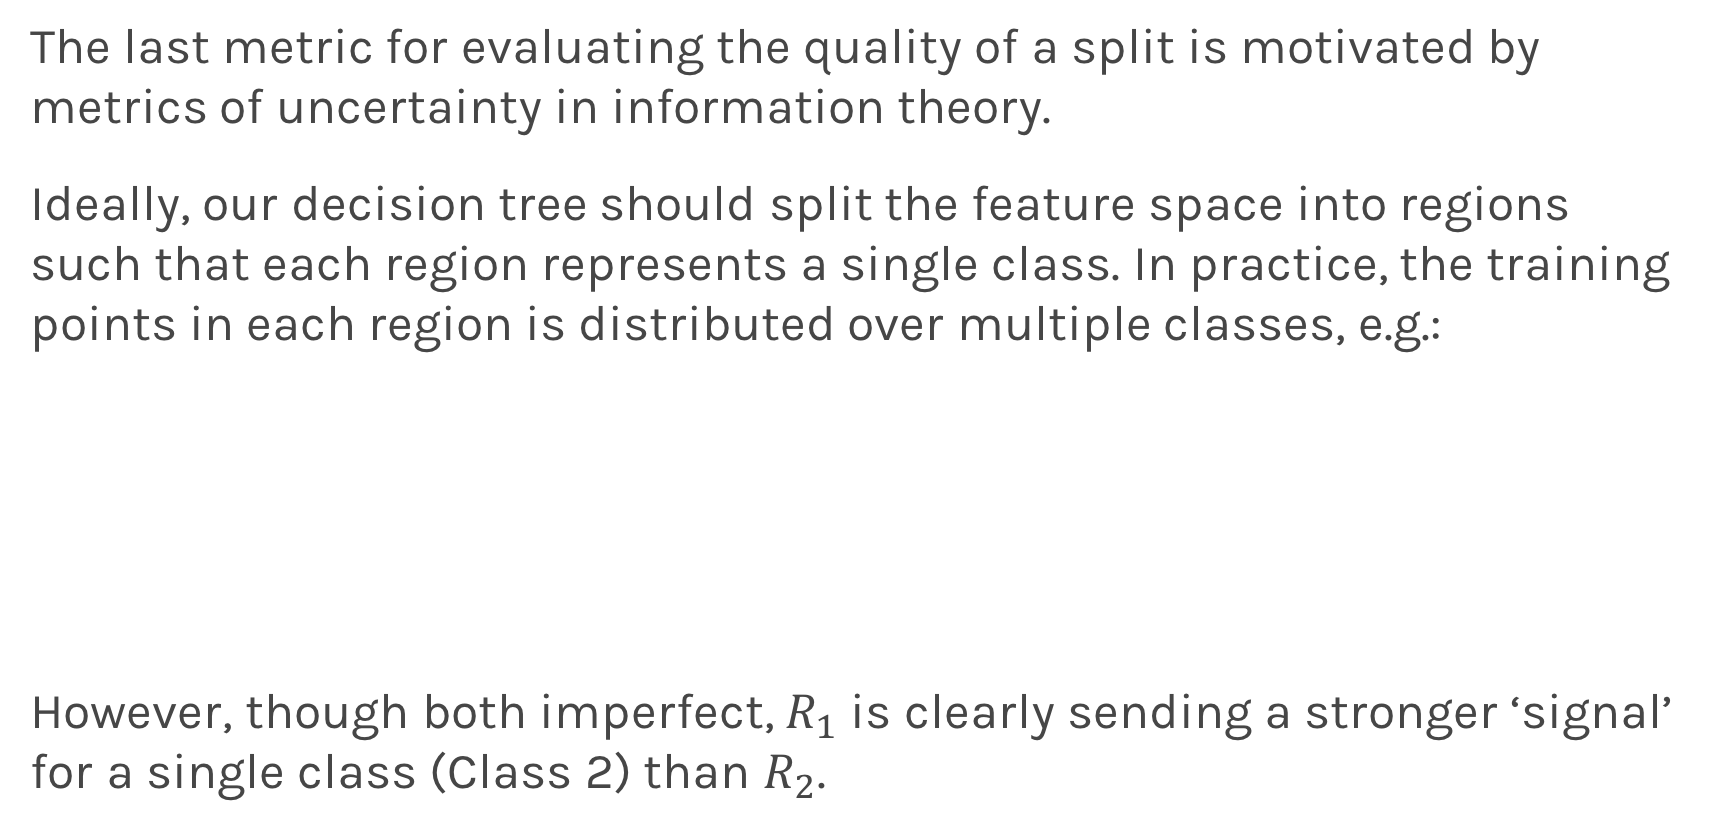 The last metric for evaluating the quality of a split is motivated by
metrics of uncertainty in information theory.
Ideally, our decision tree should split the feature space into regions
such that each region represents a single class. In practice, the training
points in each region is distributed over multiple classes, e.g.:
However, though both imperfect, R₁ is clearly sending a stronger ‘signal’
for a single class (Class 2) than R₂.